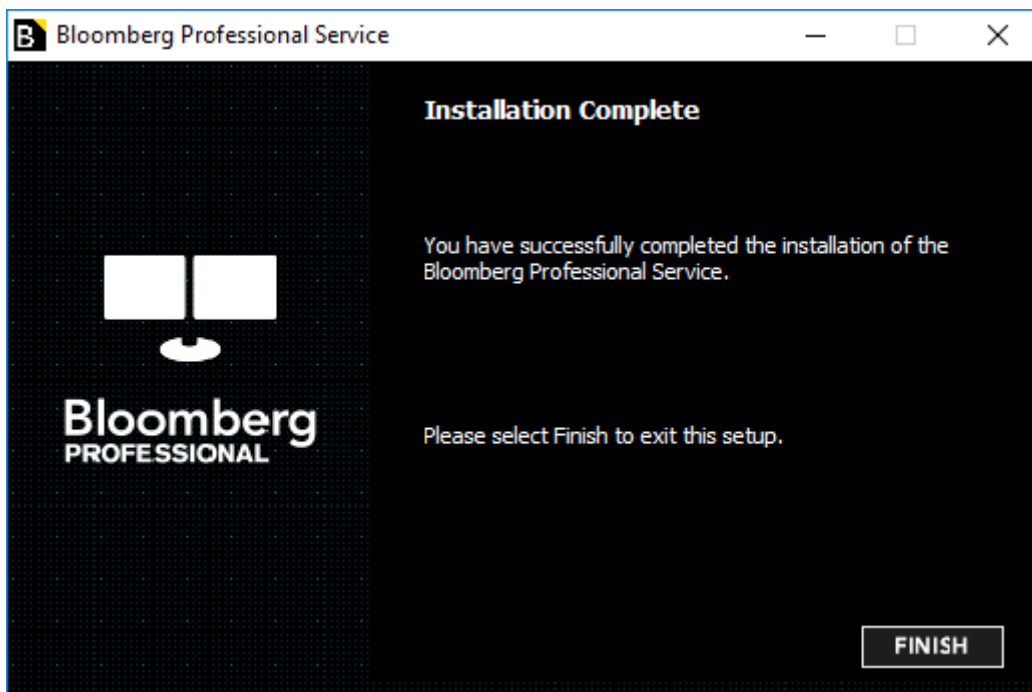 Bloomberg Professional Service
Installation Complete
You have successfully completed the installation of the
Bloomberg Professional Service.
Bloomberg
PROFESSIONAL
Please select Finish to exit this setup.
FINISH